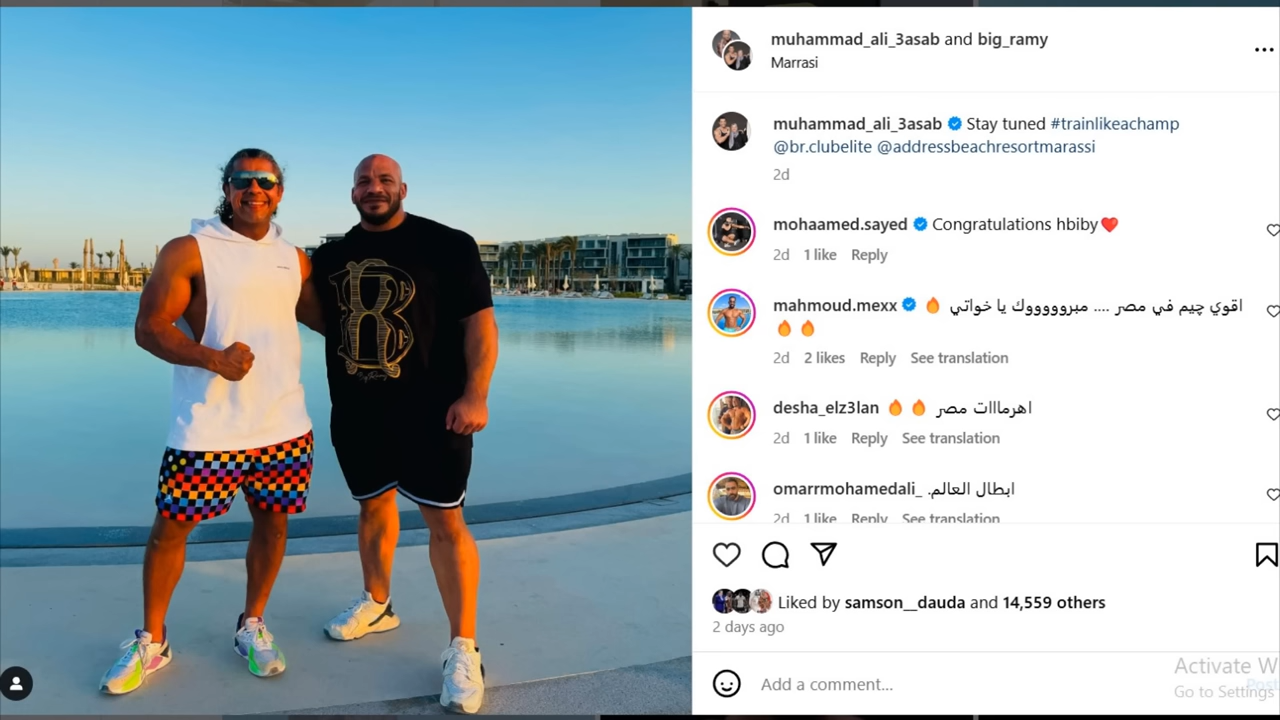 muhammad_ali_3asab and big_ramy
Marrasi
muhammad_ali_3asab Stay tuned #trainlikeachamp
@br.clubelite @addressbeachresortmarassi
2d
mohaamed.sayed Congratulations hbiby❤️
2d 1 like Reply
mahmoud.mexx 🔥 اقوي چيم في مصر .... مبروووووك يا خواتي
🔥 🔥
2d 2 likes Reply See translation
desha_elz3lan 🔥 🔥 اهرمااات مصر
2d 1 like Reply See translation
omarrmohamedali_ ابطال العالم.
2d 1 like Reply See translation
Liked by samson__dauda and 14,559 others
2 days ago
Add a comment...
Activate W
Post
Go to Settings
B